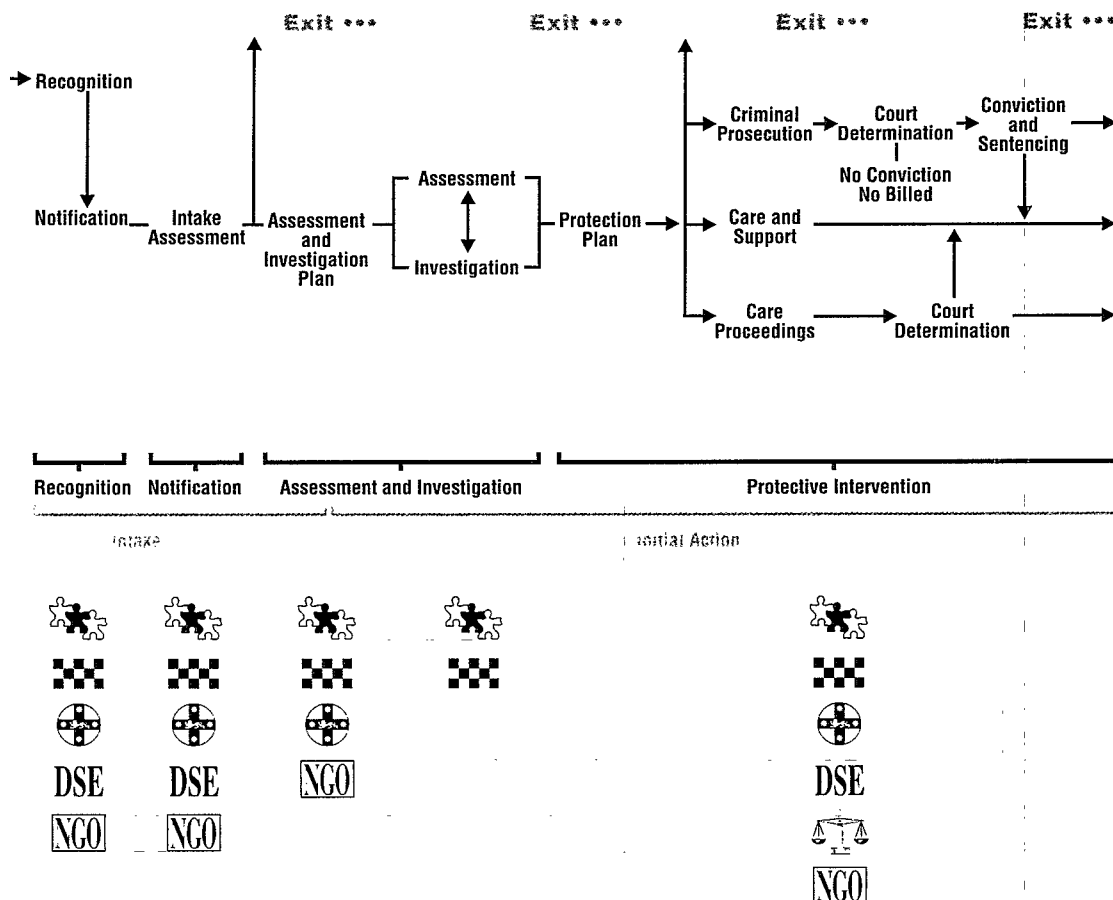 Exit •••
Exit •••
Exit •••
Exit •••
Recognition
Notification
Intake
Assessment
Assessment
and
Investigation
Plan
Assessment
Investigation
Protection
Plan
Criminal
Prosecution
Court
Determination
No Conviction
No Billed
Conviction
and
Sentencing
Care and
Support
Care
Proceedings
Court
Determination
Recognition
Notification
Assessment and Investigation
Protective Intervention
Intake
Initial Action
DSE
DSE
NGO
DSE
NGO
NGO
NGO